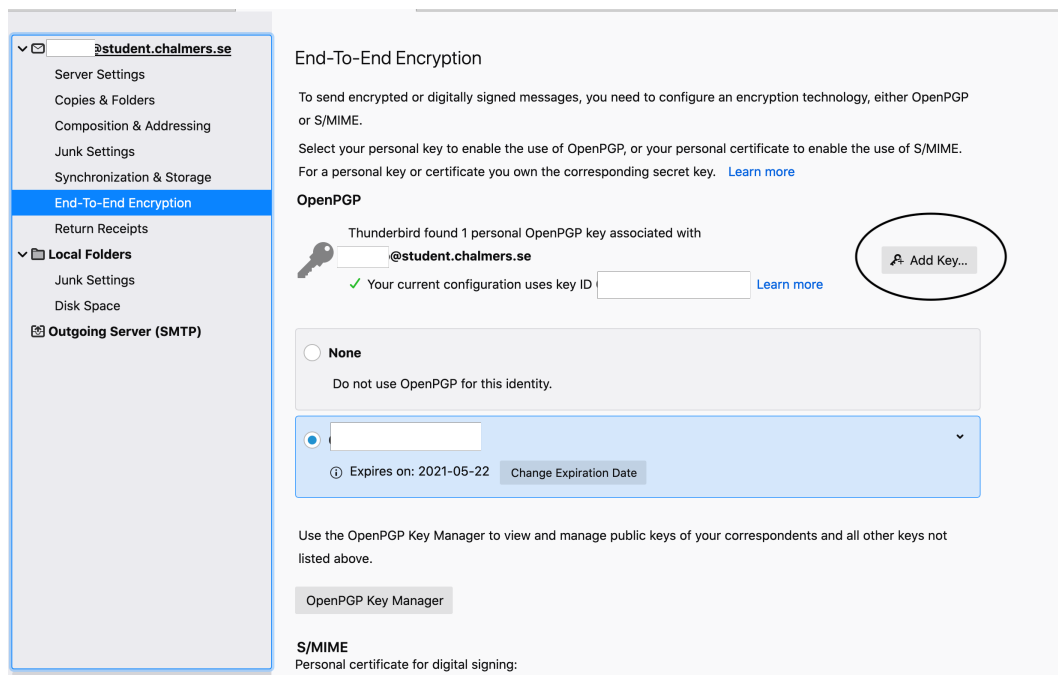 @student.chalmers.se
Server Settings
Copies & Folders
Composition & Addressing
Junk Settings
Synchronization & Storage
End-To-End Encryption
Return Receipts
Local Folders
Junk Settings
Disk Space
Outgoing Server (SMTP)
End-To-End Encryption
To send encrypted or digitally signed messages, you need to configure an encryption technology, either OpenPGP
or S/MIME.
Select your personal key to enable the use of OpenPGP, or your personal certificate to enable the use of S/MIME.
For a personal key or certificate you own the corresponding secret key. Learn more
OpenPGP
Thunderbird found 1 personal OpenPGP key associated with
@student.chalmers.se
Add Key...
✓ Your current configuration uses key ID Learn more
None
Do not use OpenPGP for this identity.
Expires on: 2021-05-22 Change Expiration Date
Use the OpenPGP Key Manager to view and manage public keys of your correspondents and all other keys not
listed above.
OpenPGP Key Manager
S/MIME
Personal certificate for digital signing: